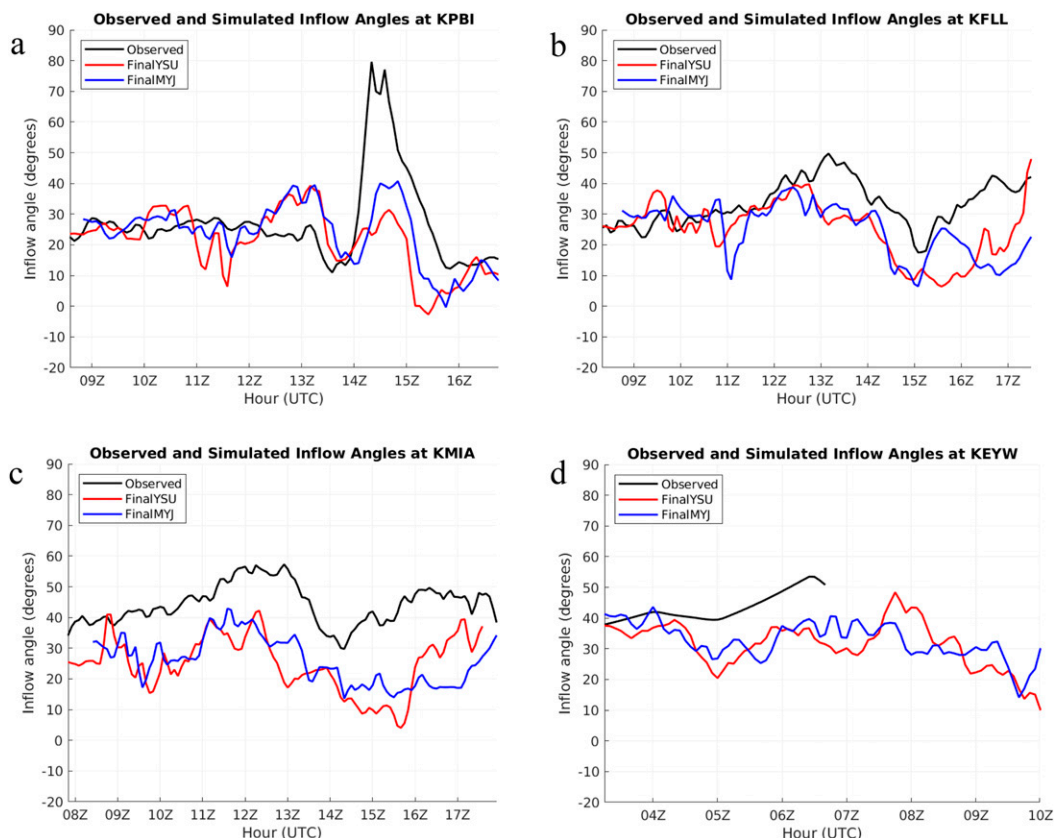 a
Observed and Simulated Inflow Angles at KPBI
Observed
FinalYSU
FinalMYJ
Inflow angle (degrees)
90
80
70
60
50
40
30
20
10
0
-10
-20
09Z 10Z 11Z 12Z 13Z 14Z 15Z 16Z
Hour (UTC)
b
Observed and Simulated Inflow Angles at KFLL
Observed
FinalYSU
FinalMYJ
Inflow angle (degrees)
90
80
70
60
50
40
30
20
10
0
-10
-20
09Z 10Z 11Z 12Z 13Z 14Z 15Z 16Z 17Z
Hour (UTC)
c
Observed and Simulated Inflow Angles at KMIA
Observed
FinalYSU
FinalMYJ
Inflow angle (degrees)
90
80
70
60
50
40
30
20
10
0
-10
-20
08Z 09Z 10Z 11Z 12Z 13Z 14Z 15Z 16Z 17Z
Hour (UTC)
d
Observed and Simulated Inflow Angles at KEYW
Observed
FinalYSU
FinalMYJ
Inflow angle (degrees)
90
80
70
60
50
40
30
20
10
0
-10
-20
04Z 05Z 06Z 07Z 08Z 09Z 10Z
Hour (UTC)